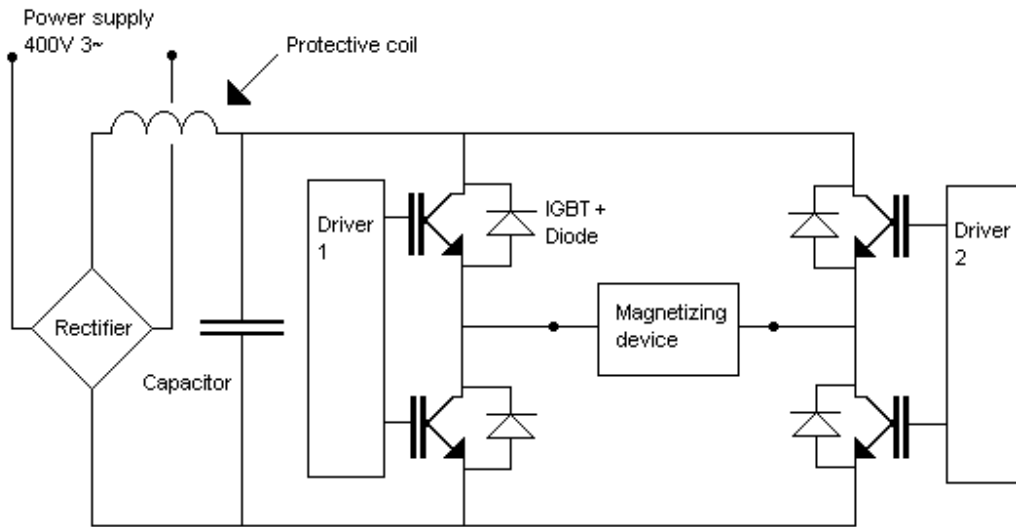 Power supply
400V 3~
Protective coil
Driver
1
IGBT +
Diode
Driver
2
Magnetizing
device
Rectifier
Capacitor